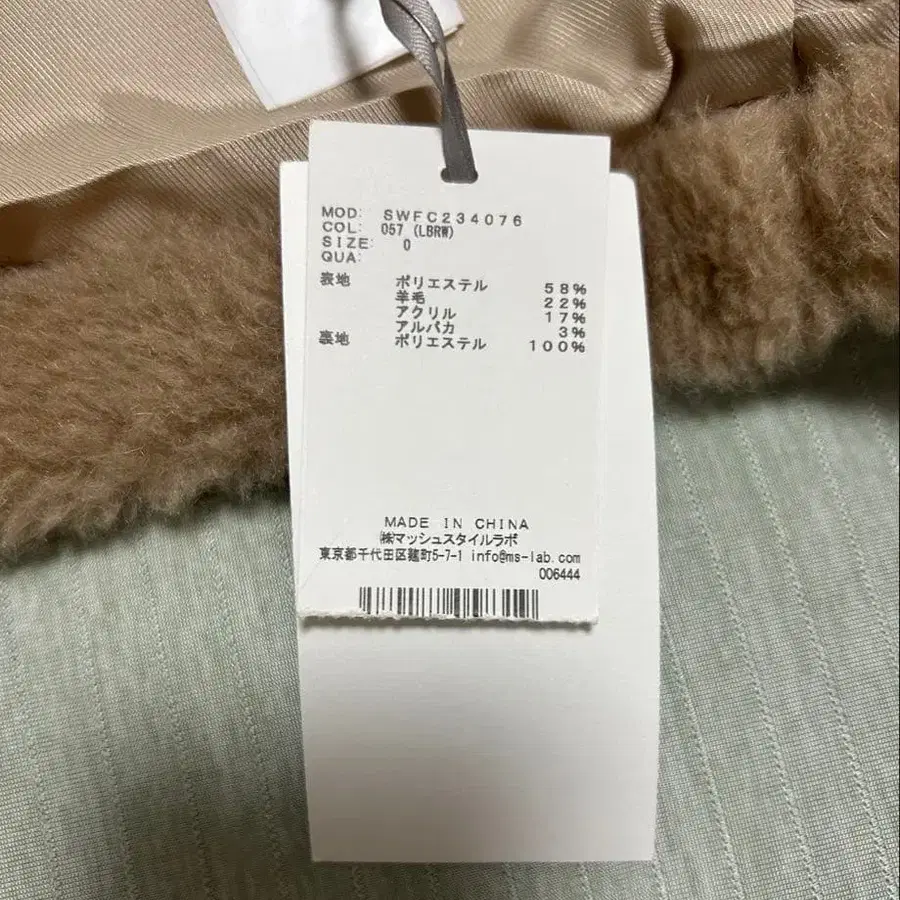 MOD: SWFC234076
COL: 057 (LBRW)
SIZE: 0
QUA:
表地 ポリエステル 58%
羊毛 22%
アクリル 17%
アルパカ 3%
裏地 ポリエステル 100%
MADE IN CHINA
㈱マッシュスタイルラボ
東京都千代田区麹町5-7-1 info@ms-lab.com
006444